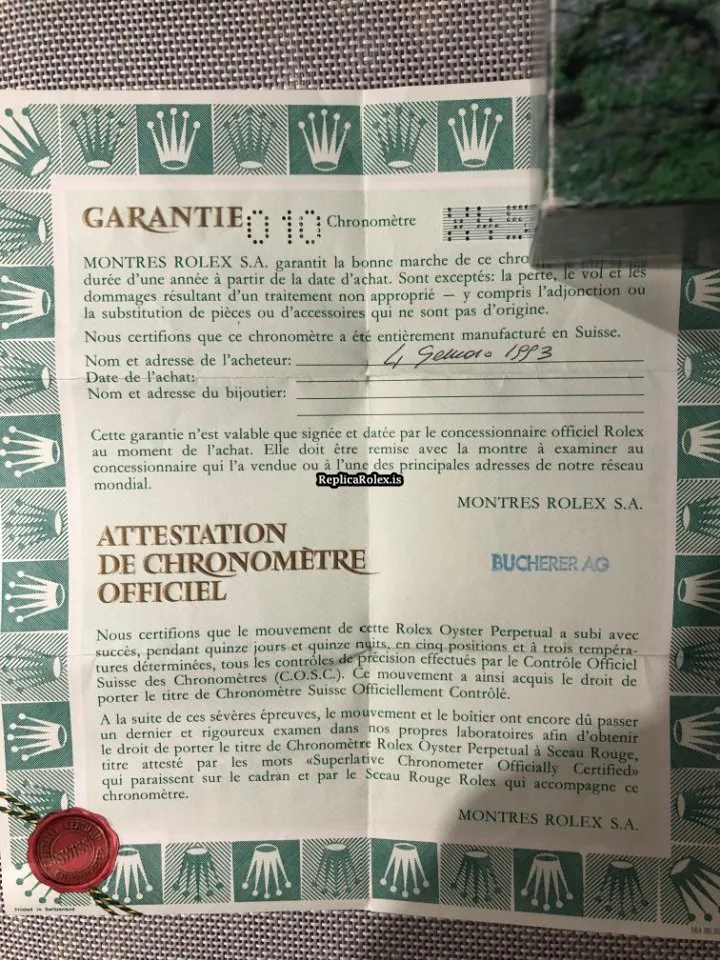 GARANTIE 010 Chronomètre
MONTRES ROLEX S.A. garantit la bonne marche de ce chro
durée d'une année à partir de la date d'achat. Sont exceptés: la perte, le vol et les
dommages résultant d'un traitement non approprié — y compris l'adjonction ou
la substitution de pièces ou d'accessoires qui ne sont pas d'origine.
Nous certifions que ce chronomètre a été entièrement manufacturé en Suisse.
Nom et adresse de l'acheteur:
4 Gennaio 1993
Date de l'achat:
Nom et adresse du bijoutier:
Cette garantie n'est valable que signée et datée par le concessionnaire officiel Rolex
au moment de l'achat. Elle doit être remise avec la montre à examiner au
concessionnaire qui l'a vendue ou à l'une des principales adresses de notre réseau
mondial.
ReplicaRolex.is
MONTRES ROLEX S.A.
ATTESTATION
DE CHRONOMÈTRE
OFFICIEL
BUCHERER AG
Nous certifions que le mouvement de cette Rolex Oyster Perpetual a subi avec
succès, pendant quinze jours et quinze nuits, en cinq positions et à trois tempéra-
tures déterminées, tous les contrôles de précision effectués par le Contrôle Officiel
Suisse des Chronomètres (C.O.S.C.). Ce mouvement a ainsi acquis le droit de
porter le titre de Chronomètre Suisse Officiellement Contrôlé.
A la suite de ces sévères épreuves, le mouvement et le boîtier ont encore dû passer
un dernier et rigoureux examen dans nos propres laboratoires afin d'obtenir
le droit de porter le titre de Chronomètre Rolex Oyster Perpetual à Sceau Rouge,
titre attesté par les mots «Superlative Chronometer Officially Certified»
qui paraissent sur le cadran et par le Sceau Rouge Rolex qui accompagne ce
chronomètre.
MONTRES ROLEX S.A.
Printed in Switzerland